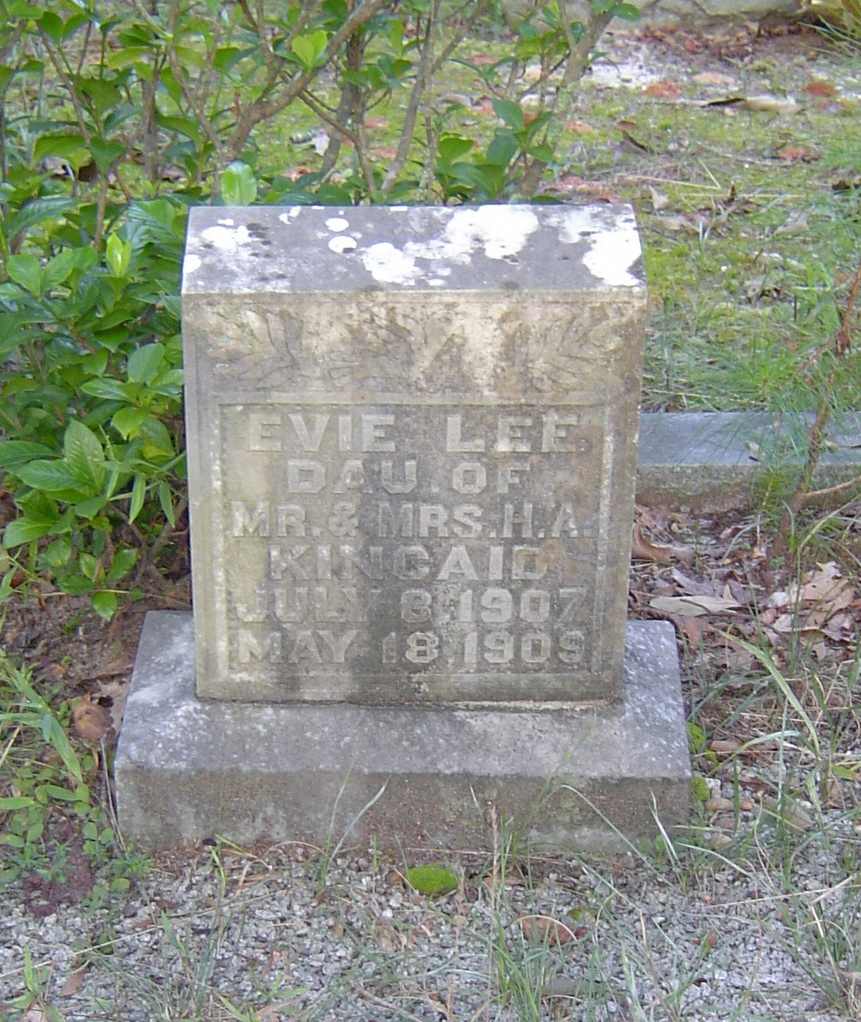 EVIE LEE
DAU. OF
MR. & MRS. H. A.
KINCAID
JULY 8, 1907
MAY 18, 1909